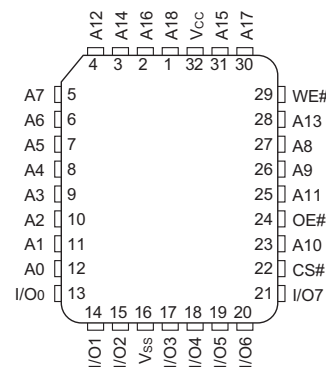 A12 A14 A16 A18 Vcc A15 A17
4 3 2 1 32 31 30
A7 5 29 WE#
A6 6 28 A13
A5 7 27 A8
A4 8 26 A9
A3 9 25 A11
A2 10 24 OE#
A1 11 23 A10
A0 12 22 CS#
I/O0 13 21 I/O7
14 15 16 17 18 19 20
I/O1 I/O2 Vss I/O3 I/O4 I/O5 I/O6